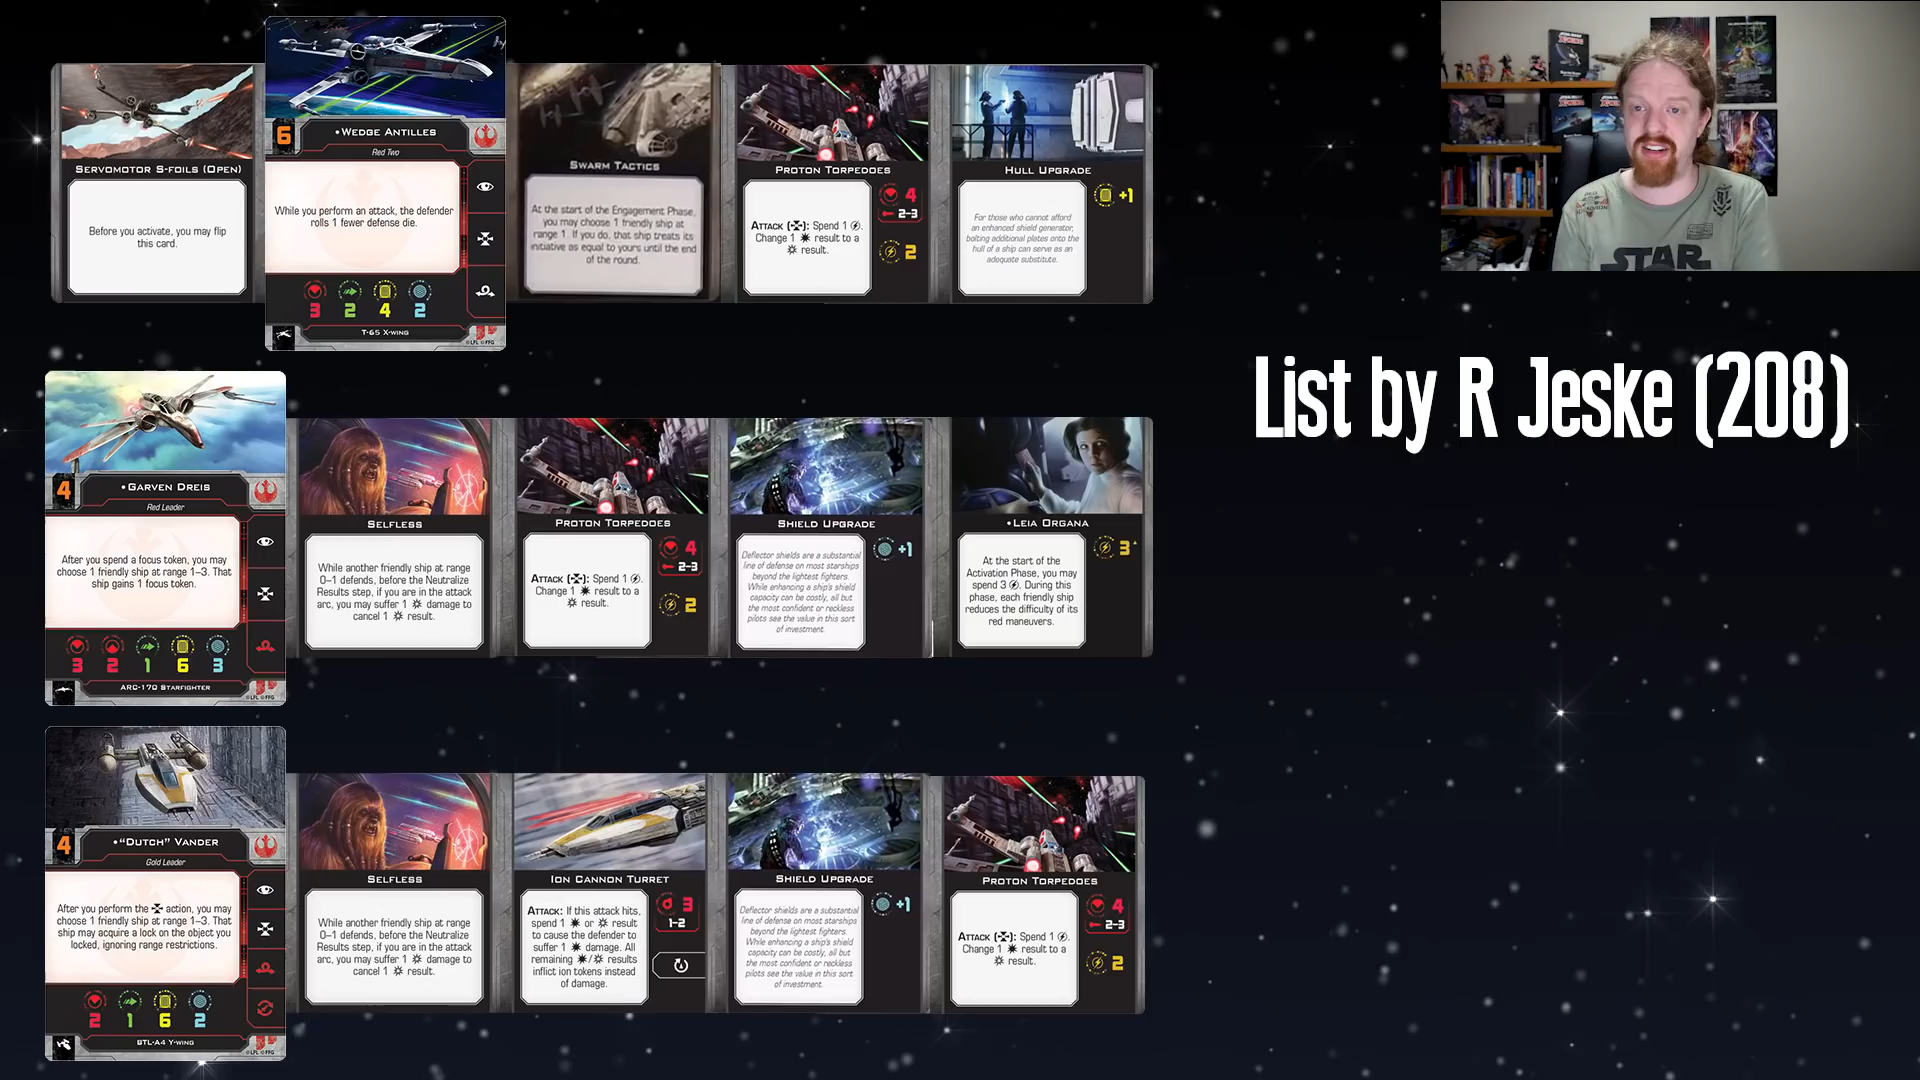 SERVOMOTOR S-FOILS (OPEN)
Before you activate, you may flip
this card.
6
•WEDGE ANTILLES
Red Two
While you perform an attack, the defender
rolls 1 fewer defense die.
3 2 4 2
T-65 X-WING
©LFL ©FFG
SWARM TACTICS
At the start of the Engagement Phase,
you may choose 1 friendly ship at
range 1. If you do, that ship treats its
initiative as equal to yours until the end
of the round.
PROTON TORPEDOES
ATTACK ( ): Spend 1 .
Change 1 result to a
result.
4
2–3
2
HULL UPGRADE
For those who cannot afford
an enhanced shield generator,
bolting additional plates onto the
hull of a ship can serve as an
adequate substitute.
+1
STAR
List by R Jeske (208)
4
•GARVEN DREIS
Red Leader
After you spend a focus token, you may
choose 1 friendly ship at range 1–3. That
ship gains 1 focus token.
3 2 1 6 3
ARC-170 STARFIGHTER
©LFL ©FFG
SELFLESS
While another friendly ship at range
0–1 defends, before the Neutralize
Results step, if you are in the attack
arc, you may suffer 1 damage to
cancel 1 result.
PROTON TORPEDOES
ATTACK ( ): Spend 1 .
Change 1 result to a
result.
4
2–3
2
SHIELD UPGRADE
Deflector shields are a substantial
line of defense on most starships
beyond the lightest fighters.
While enhancing a ship's shield
capacity can be costly, all but
the most confident or reckless
pilots see the value in this sort
of investment.
+1
•LEIA ORGANA
At the start of the
Activation Phase, you may
spend 3 . During this
phase, each friendly ship
reduces the difficulty of its
red maneuvers.
3
4
•"DUTCH" VANDER
Gold Leader
After you perform the action, you may
choose 1 friendly ship at range 1–3. That
ship may acquire a lock on the object you
locked, ignoring range restrictions.
2 1 6 2
BTL-A4 Y-WING
©LFL ©FFG
SELFLESS
While another friendly ship at range
0–1 defends, before the Neutralize
Results step, if you are in the attack
arc, you may suffer 1 damage to
cancel 1 result.
ION CANNON TURRET
ATTACK: If this attack hits,
spend 1 or result
to cause the defender to
suffer 1 damage. All
remaining / results
inflict ion tokens instead
of damage.
3
1–2
SHIELD UPGRADE
Deflector shields are a substantial
line of defense on most starships
beyond the lightest fighters.
While enhancing a ship's shield
capacity can be costly, all but
the most confident or reckless
pilots see the value in this sort
of investment.
+1
PROTON TORPEDOES
ATTACK ( ): Spend 1 .
Change 1 result to a
result.
4
2–3
2